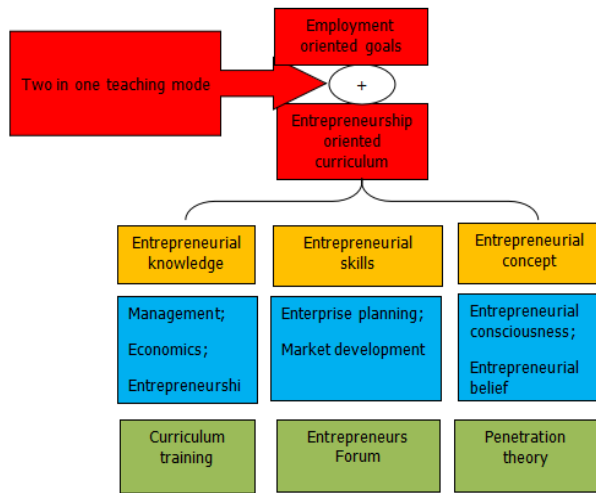 Employment
oriented goals
Two in one teaching mode
+
Entrepreneurship
oriented
curriculum
Entrepreneurial
knowledge
Entrepreneurial
skills
Entrepreneurial
concept
Management;
Economics;
Entrepreneurshi
Enterprise planning;
Market development
Entrepreneurial
consciousness;
Entrepreneurial
belief
Curriculum
training
Entrepreneurs
Forum
Penetration
theory